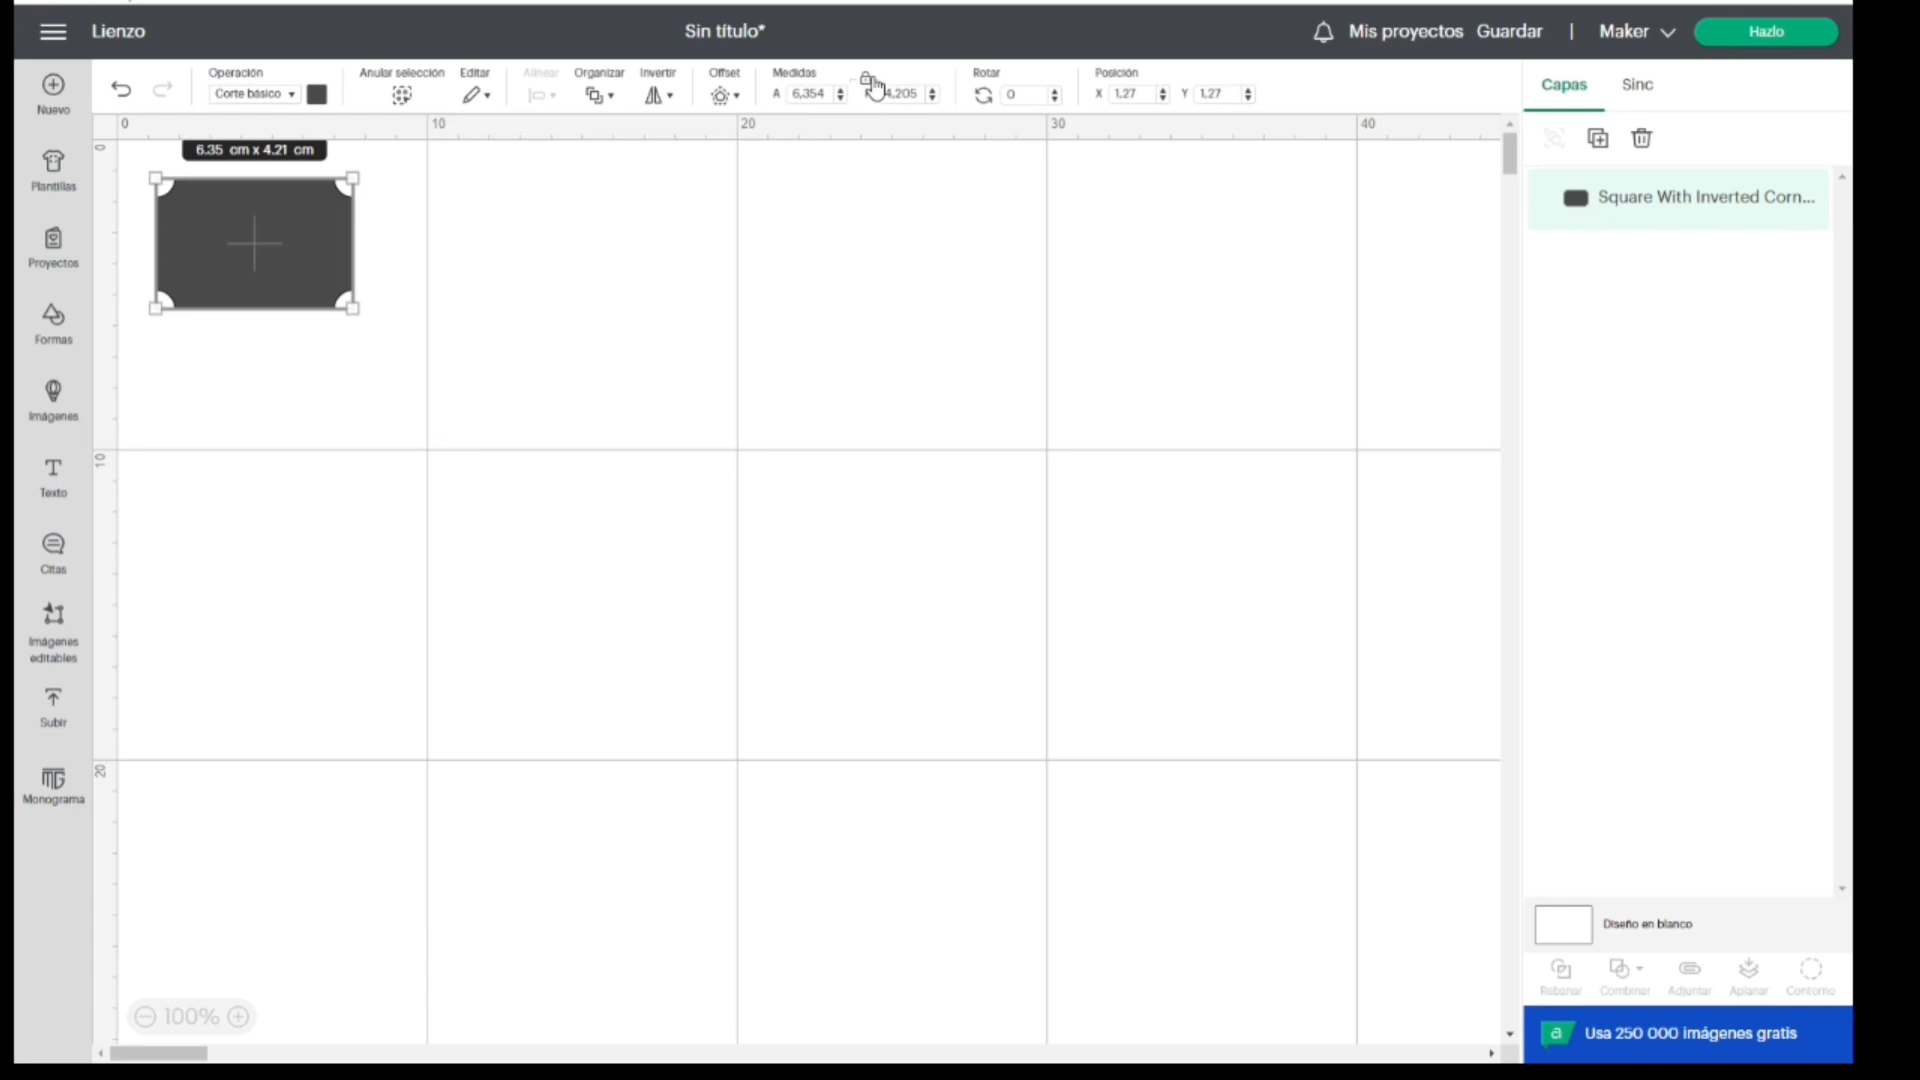 Lienzo
Sin título*
Mis proyectos
Guardar
|
Maker
Hazlo
Nuevo
Plantillas
Proyectos
Formas
Imágenes
Texto
Citas
Imágenes
editables
Subir
Monograma
Operación
Corte básico
Anular selección
Editar
Alinear
Organizar
Invertir
Offset
Medidas
A 6,354
4,205
Rotar
0
Posición
X 1,27
Y 1,27
0 10 20 30 40
0
10
20
6.35 cm x 4.21 cm
100%
Capas
Sinc
Square With Inverted Corn...
Diseño en blanco
Rebanar
Combinar
Adjuntar
Aplanar
Contorno
a
Usa 250 000 imágenes gratis